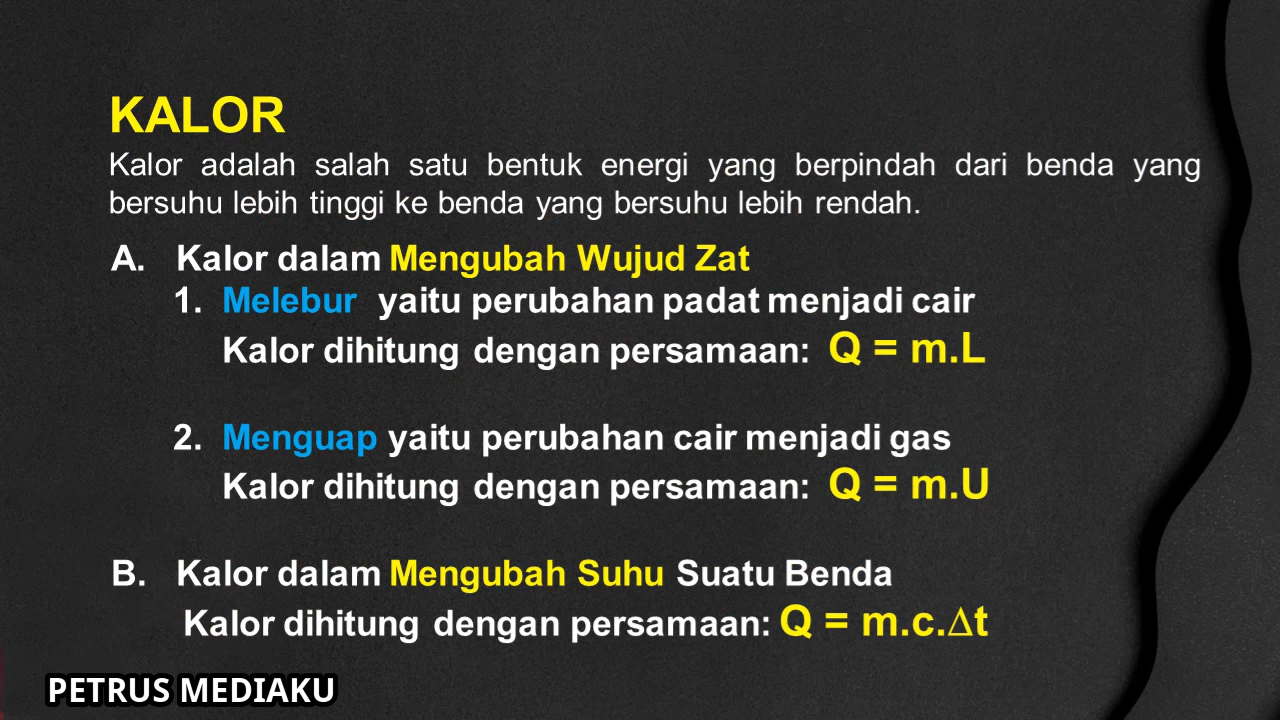 KALOR
Kalor adalah salah satu bentuk energi yang berpindah dari benda yang
bersuhu lebih tinggi ke benda yang bersuhu lebih rendah.
A. Kalor dalam Mengubah Wujud Zat
1. Melebur yaitu perubahan padat menjadi cair
Kalor dihitung dengan persamaan: Q = m.L
2. Menguap yaitu perubahan cair menjadi gas
Kalor dihitung dengan persamaan: Q = m.U
B. Kalor dalam Mengubah Suhu Suatu Benda
Kalor dihitung dengan persamaan: Q = m.c.∆t
PETRUS MEDIAKU